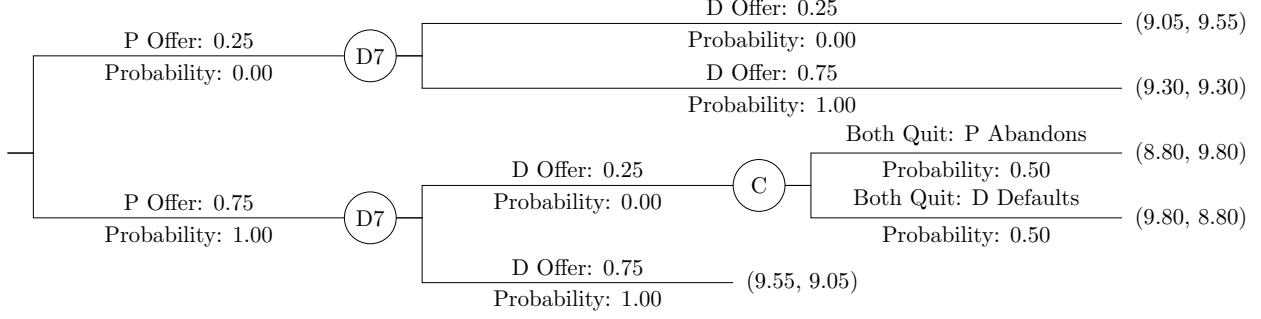 D Offer: 0.25
(9.05, 9.55)
P Offer: 0.25
D7
Probability: 0.00
Probability: 0.00
D Offer: 0.75
(9.30, 9.30)
Probability: 1.00
Both Quit: P Abandons
(8.80, 9.80)
D Offer: 0.25
Probability: 0.50
C
P Offer: 0.75
Probability: 0.00
Both Quit: D Defaults
D7
(9.80, 8.80)
Probability: 1.00
Probability: 0.50
D Offer: 0.75
(9.55, 9.05)
Probability: 1.00